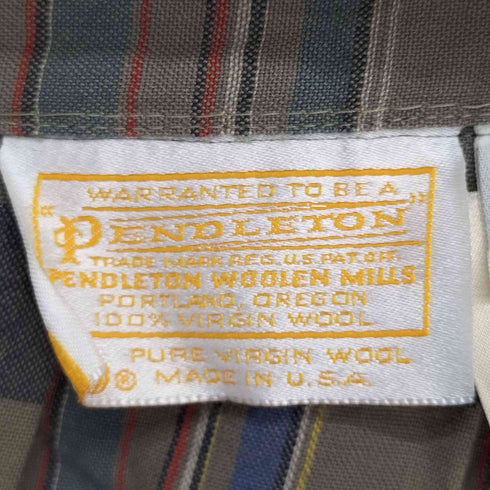 WARRANTED TO BE A
"PENDLETON"
TRADE MARK REG. U.S. PAT. OFF.
PENDLETON WOOLEN MILLS
PORTLAND, OREGON
100% VIRGIN WOOL
PURE VIRGIN WOOL
® MADE IN U.S.A.